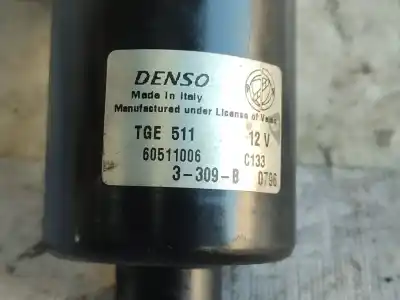 DENSO
Made in Italy
Manufactured under License of
TGE 511 12 V
60511006 C133
3-309-B 0796